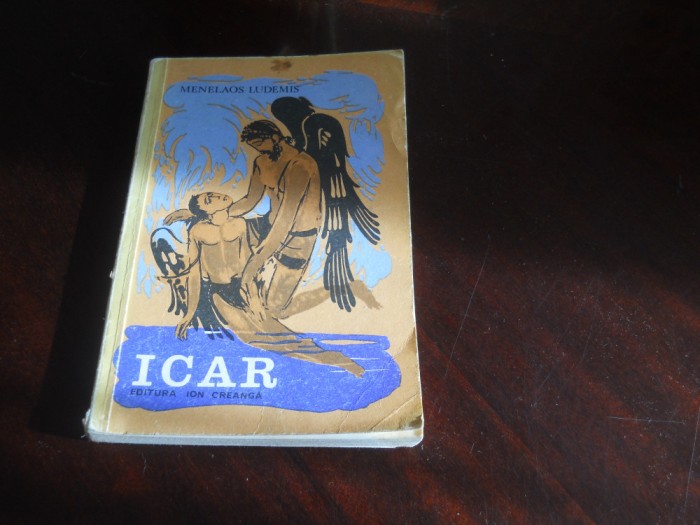 MENELAOS LUDEMIS
ICAR
EDITURA ION CREANGĂ